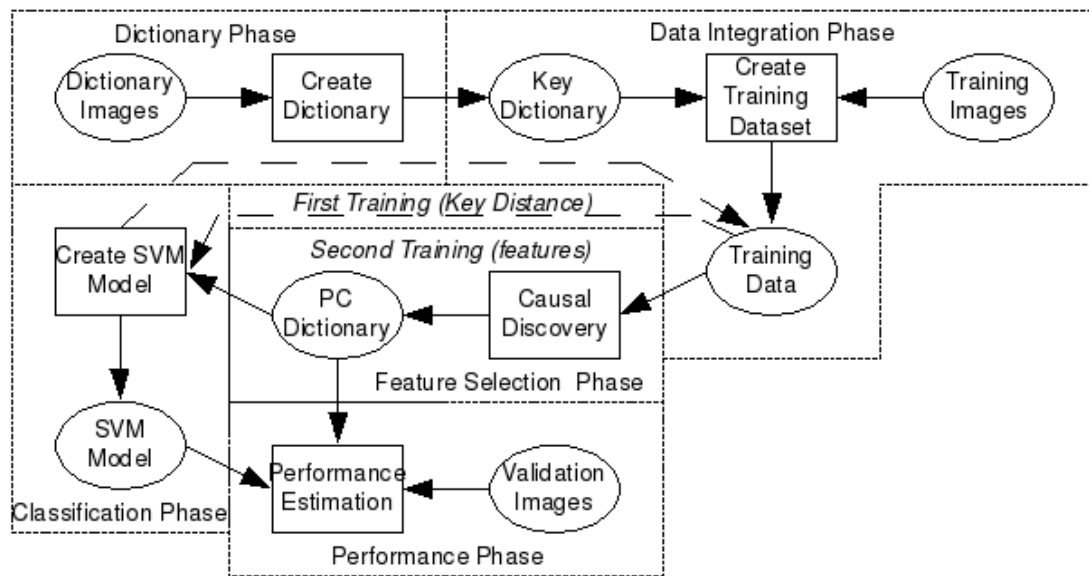 Dictionary Phase
Data Integration Phase
Dictionary
Images
Create
Dictionary
Key
Dictionary
Create
Training
Dataset
Training
Images
First Training (Key Distance)
Create SVM
Model
Second Training (features)
PC
Dictionary
Causal
Discovery
Training
Data
Feature Selection Phase
SVM
Model
Performance
Estimation
Validation
Images
Classification Phase
Performance Phase